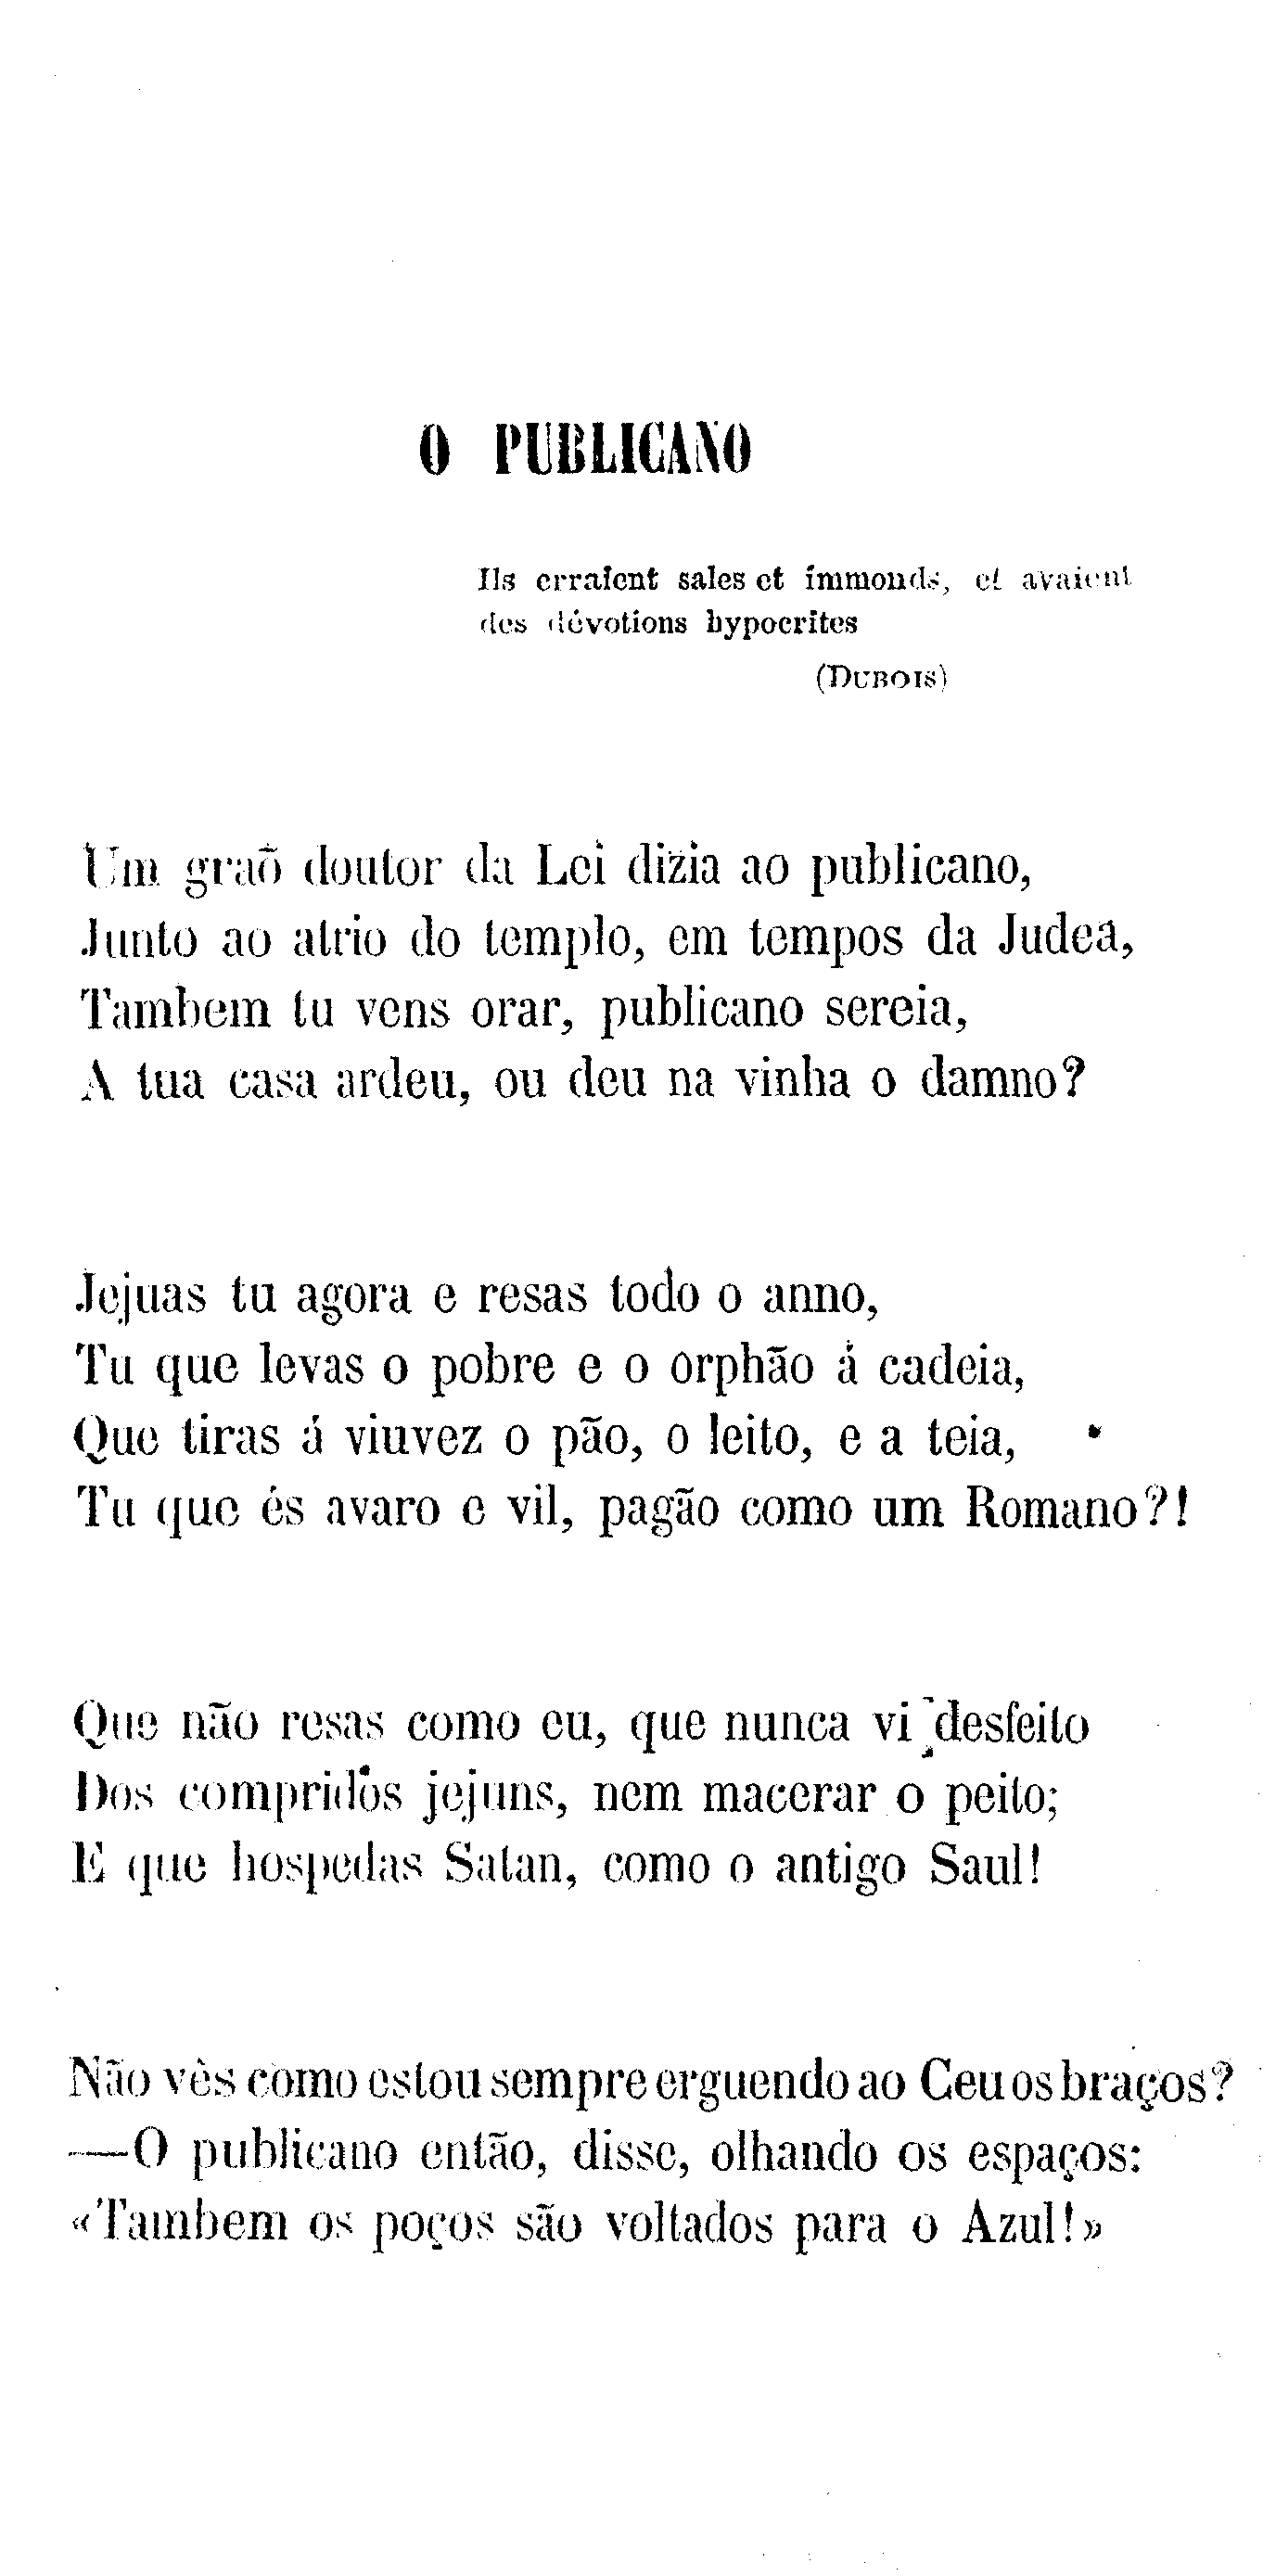 O PUBLICANO
Ils erraient sales et immonds, et avaient
des dévotions hypocrites
(DUBOIS)
Um graõ doutor da Lei dizia ao publicano,
Junto ao atrio do templo, em tempos da Judea,
Tambem tu vens orar, publicano sereia,
A tua casa ardeu, ou deu na vinha o damno?
Jejuas tu agora e resas todo o anno,
Tu que levas o pobre e o orphão á cadeia,
Que tiras á viuvez o pão, o leito, e a teia,
Tu que és avaro e vil, pagão como um Romano?!
Que não resas como eu, que nunca vi desfeito
Dos compridos jejuns, nem macerar o peito;
E que hospedas Satan, como o antigo Saul!
Não vês como estou sempre erguendo ao Ceu os braços?
—O publicano então, disse, olhando os espaços:
«Tambem os poços são voltados para o Azul!»